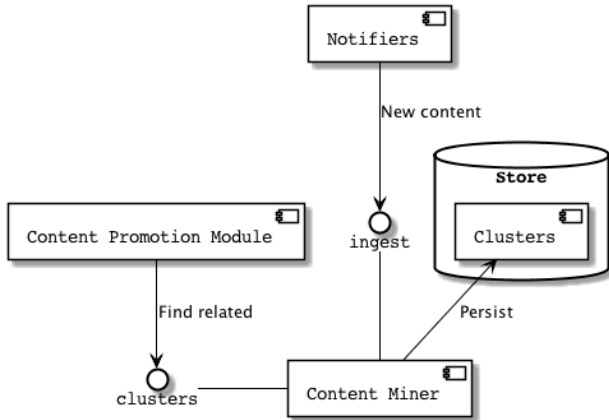 Notifiers
New content
Store
Content Promotion Module
ingest
Clusters
Find related
Persist
clusters
Content Miner